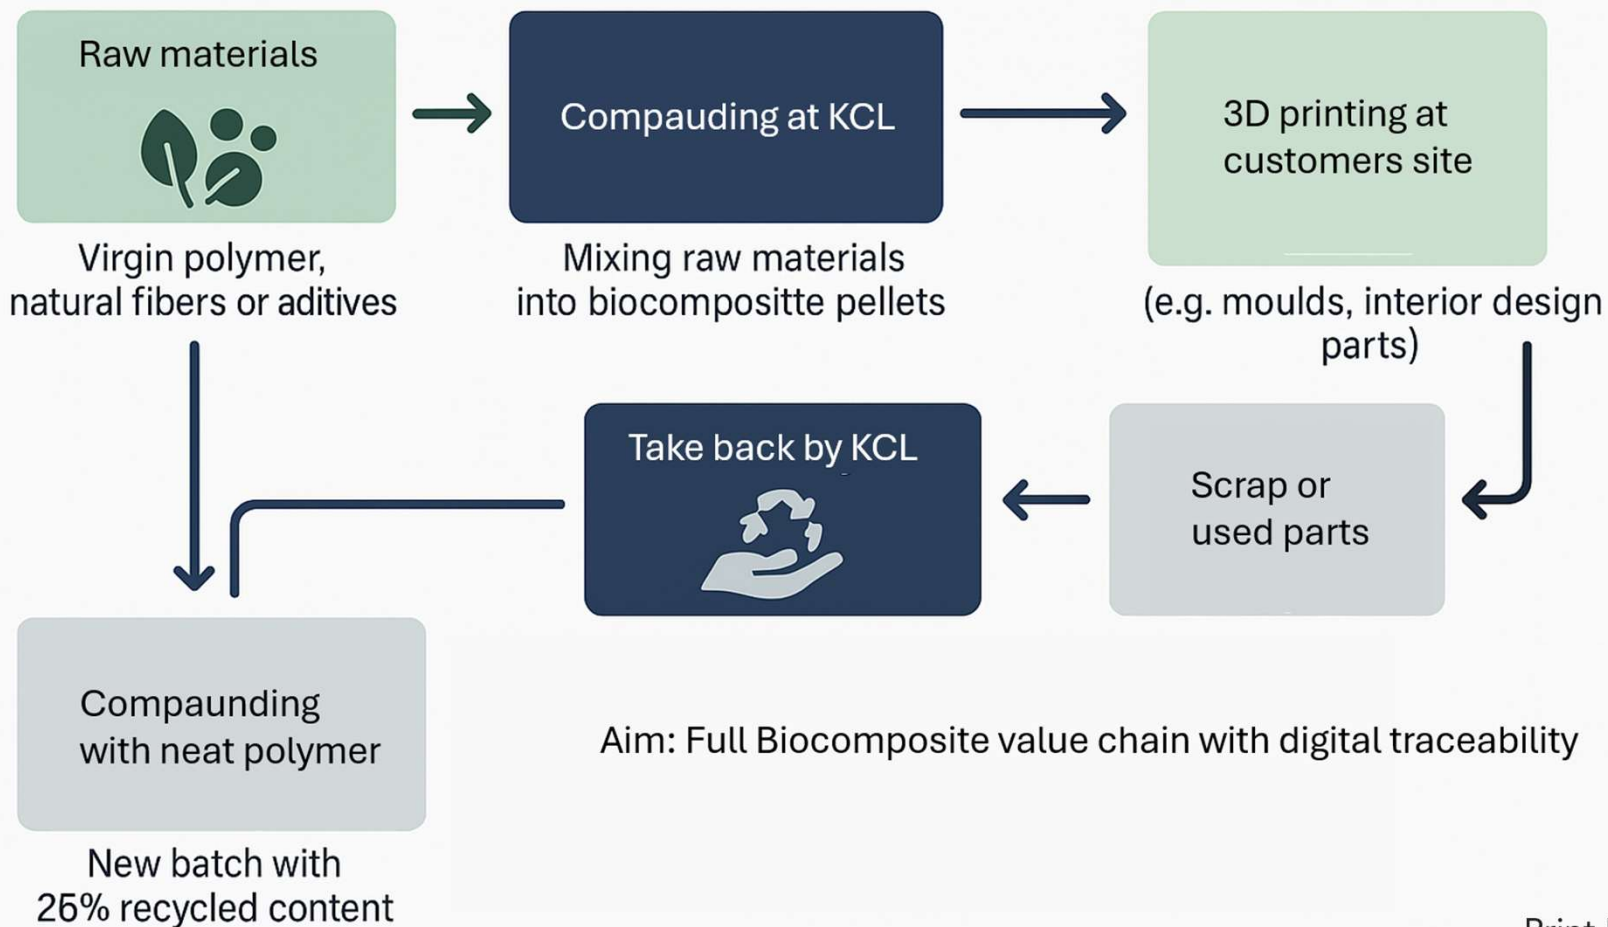 Raw materials
Compauding at KCL
3D printing at
customers site
Virgin polymer,
natural fibers or aditives
Mixing raw materials
into biocompositte pellets
(e.g. moulds, interior design
parts)
Take back by KCL
Scrap or
used parts
Compaunding
with neat polymer
Aim: Full Biocomposite value chain with digital traceability
New batch with
25% recycled content